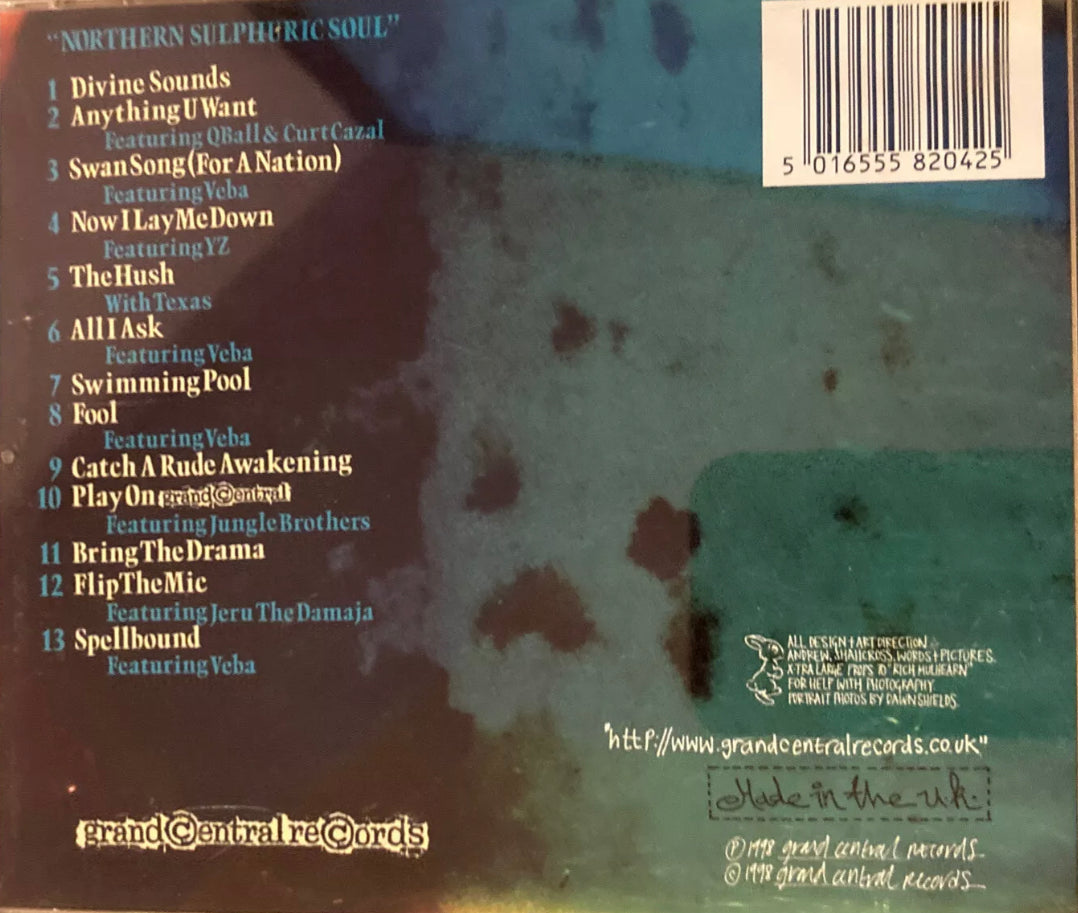 "NORTHERN SULPHURIC SOUL"
1 Divine Sounds
2 Anything U Want
Featuring QBall & Curt Cazal
3 Swan Song (For A Nation)
Featuring Veba
4 Now I Lay Me Down
Featuring YZ
5 The Hush
With Texas
6 All I Ask
Featuring Veba
7 Swimming Pool
8 Fool
Featuring Veba
9 Catch A Rude Awakening
10 Play On grand ©entral
Featuring Jungle Brothers
11 Bring The Drama
12 Flip The Mic
Featuring Jeru The Damaja
13 Spellbound
Featuring Veba
grand ©entral re©ords
5 016555 820425
ALL DESIGN + ART DIRECTION
ANDREW, SHALLCROSS, WORDS + PICTURES.
X-TRA LARGE PROPS TO "RICH MULHEARN"
FOR HELP WITH PHOTOGRAPHY.
PORTRAIT PHOTOS BY DAWN SHIELDS.
"http://www.grandcentralrecords.co.uk"
Made in the U.K.
℗ 1998 grand central records
© 1998 grand central records